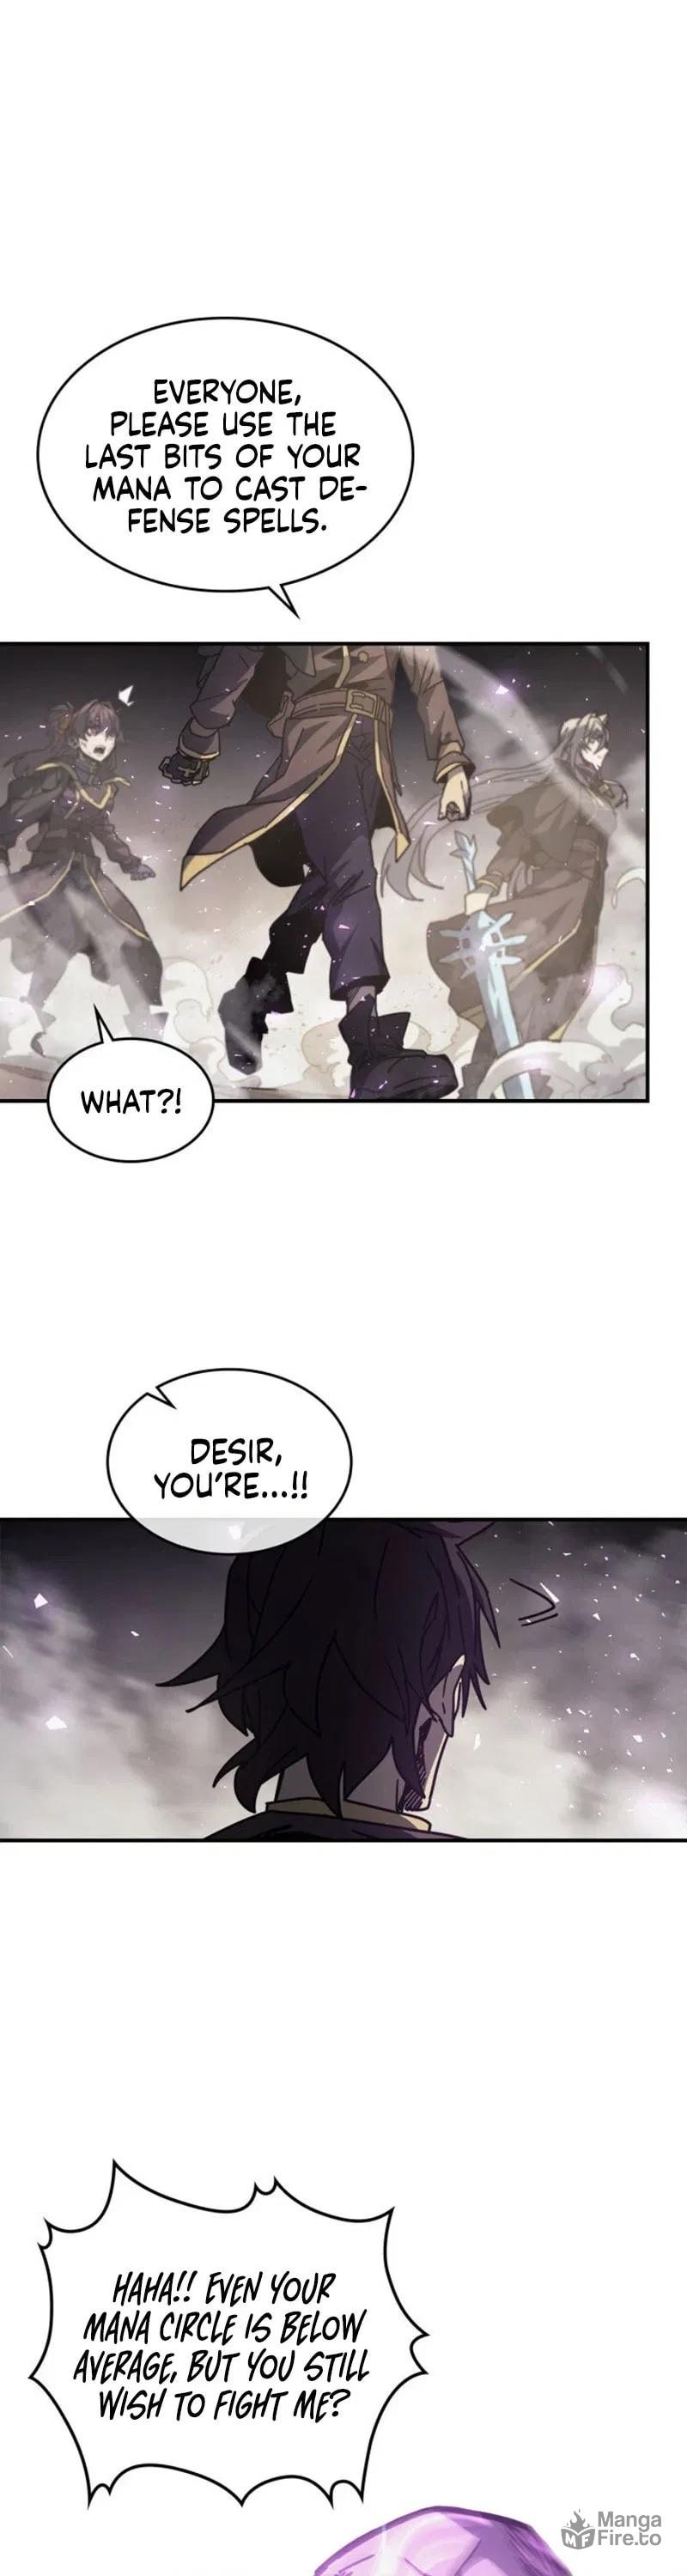 EVERYONE,
PLEASE USE THE
LAST BITS OF YOUR
MANA TO CAST DE-
FENSE SPELLS.
WHAT?!
DESIR,
YOU'RE...!!
HAHA!! EVEN YOUR
MANA CIRCLE IS BELOW
AVERAGE, BUT YOU STILL
WISH TO FIGHT ME?
Manga
MF Fire.to